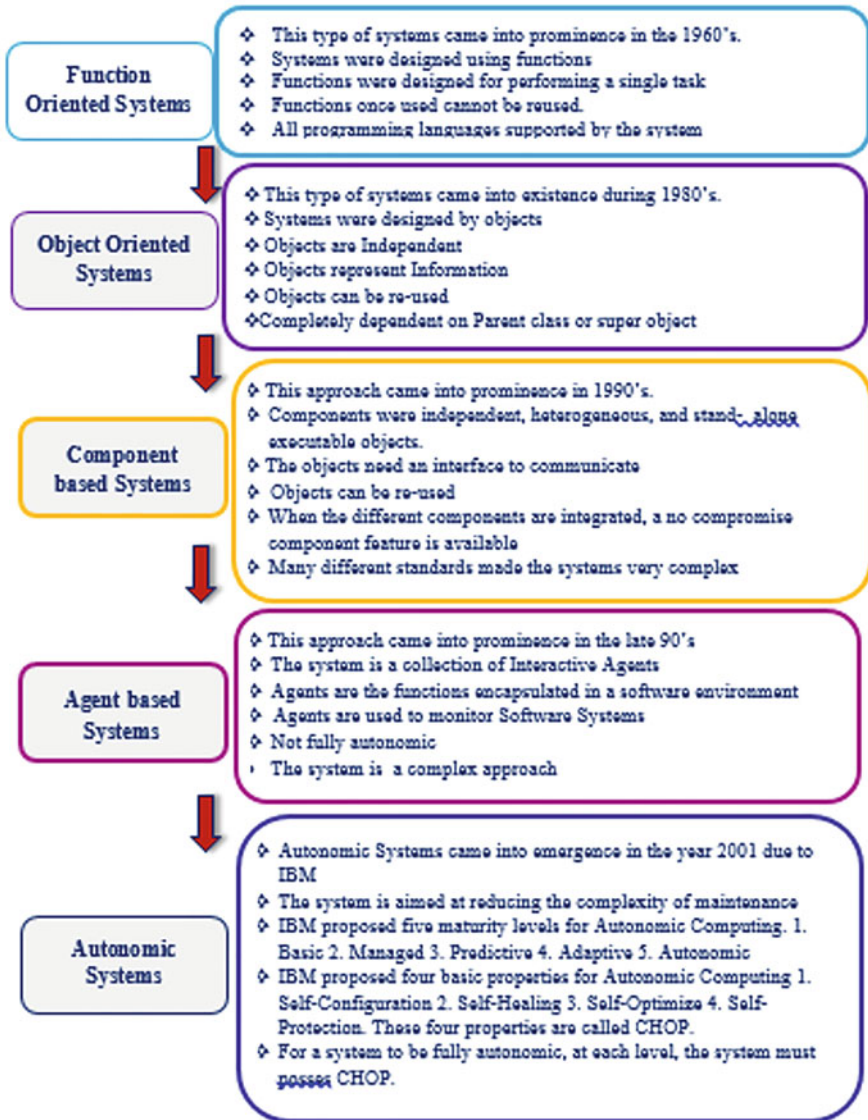 Function
Oriented Systems
❖ This type of systems came into prominence in the 1960's.
❖ Systems were designed using functions
❖ Functions were designed for performing a single task
❖ Functions once used cannot be reused.
❖ All programming languages supported by the system
Object Oriented
Systems
❖ This type of systems came into existence during 1980's.
❖ Systems were designed by objects
❖ Objects are Independent
❖ Objects represent Information
❖ Objects can be re-used
❖ Completely dependent on Parent class or super object
Component
based Systems
❖ This approach came into prominence in 1990's.
❖ Components were independent, heterogeneous, and stand-. alone
executable objects.
❖ The objects need an interface to communicate
❖ Objects can be re-used
❖ When the different components are integrated, a no compromise
component feature is available
❖ Many different standards made the systems very complex
Agent based
Systems
❖ This approach came into prominence in the late 90's
❖ The system is a collection of Interactive Agents
❖ Agents are the functions encapsulated in a software environment
❖ Agents are used to monitor Software Systems
❖ Not fully autonomic
❖ The system is a complex approach
Autonomic
Systems
❖ Autonomic Systems came into emergence in the year 2001 due to
IBM
❖ The system is aimed at reducing the complexity of maintenance
❖ IBM proposed five maturity levels for Autonomic Computing. 1.
Basic 2. Managed 3. Predictive 4. Adaptive 5. Autonomic
❖ IBM proposed four basic properties for Autonomic Computing 1.
Self-Configuration 2. Self-Healing 3. Self-Optimize 4. Self-
Protection. These four properties are called CHOP.
❖ For a system to be fully autonomic, at each level, the system must
posses CHOP.